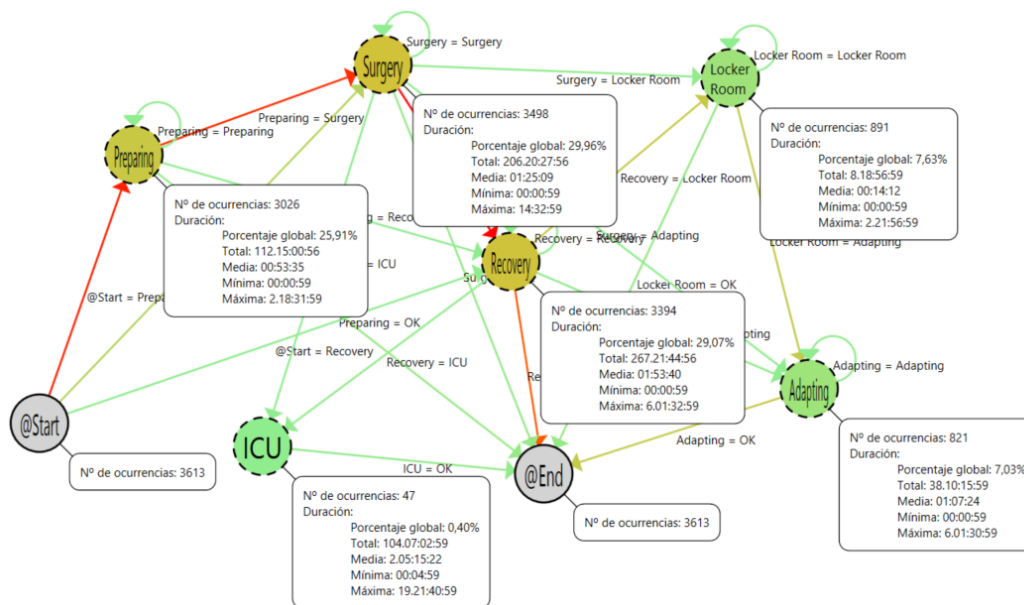 Surgery = Surgery
Surgery
Locker Room = Locker Room
Locker
Room
Surgery = Locker Room
Preparing = Surgery
Preparing = Preparing
Preparing
Nº de ocurrencias: 3498
Duración:
Porcentaje global: 29,96%
Total: 206.20:27:56
Media: 01:25:09
Mínima: 00:00:59
Máxima: 14:32:59
Nº de ocurrencias: 891
Duración:
Porcentaje global: 7,63%
Total: 8.18:56:59
Media: 00:14:12
Mínima: 00:00:59
Máxima: 2.21:56:59
Recovery = Locker Room
Nº de ocurrencias: 3026
Duración:
Porcentaje global: 25,91%
Total: 112.15:00:56
Media: 00:53:35
Mínima: 00:00:59
Máxima: 2.18:31:59
= ICU
Recovery = Recovery
= Adapting
Locker Room = Adapting
Recovery
Locker Room = OK
@Start =
Preparing = OK
@Start = Recovery
Recovery = ICU
Nº de ocurrencias: 3394
Duración:
Porcentaje global: 29,07%
Total: 267.21:44:56
Media: 01:53:40
Mínima: 00:00:59
Máxima: 6.01:32:59
Adapting = Adapting
Adapting
@Start
Nº de ocurrencias: 3613
ICU
ICU = OK
@End
Adapting = OK
Nº de ocurrencias: 821
Duración:
Porcentaje global: 7,03%
Total: 38.10:15:59
Media: 01:07:24
Mínima: 00:00:59
Máxima: 6.01:30:59
Nº de ocurrencias: 47
Duración:
Porcentaje global: 0,40%
Total: 104.07:02:59
Media: 2.05:15:22
Mínima: 00:04:59
Máxima: 19.21:40:59
Nº de ocurrencias: 3613